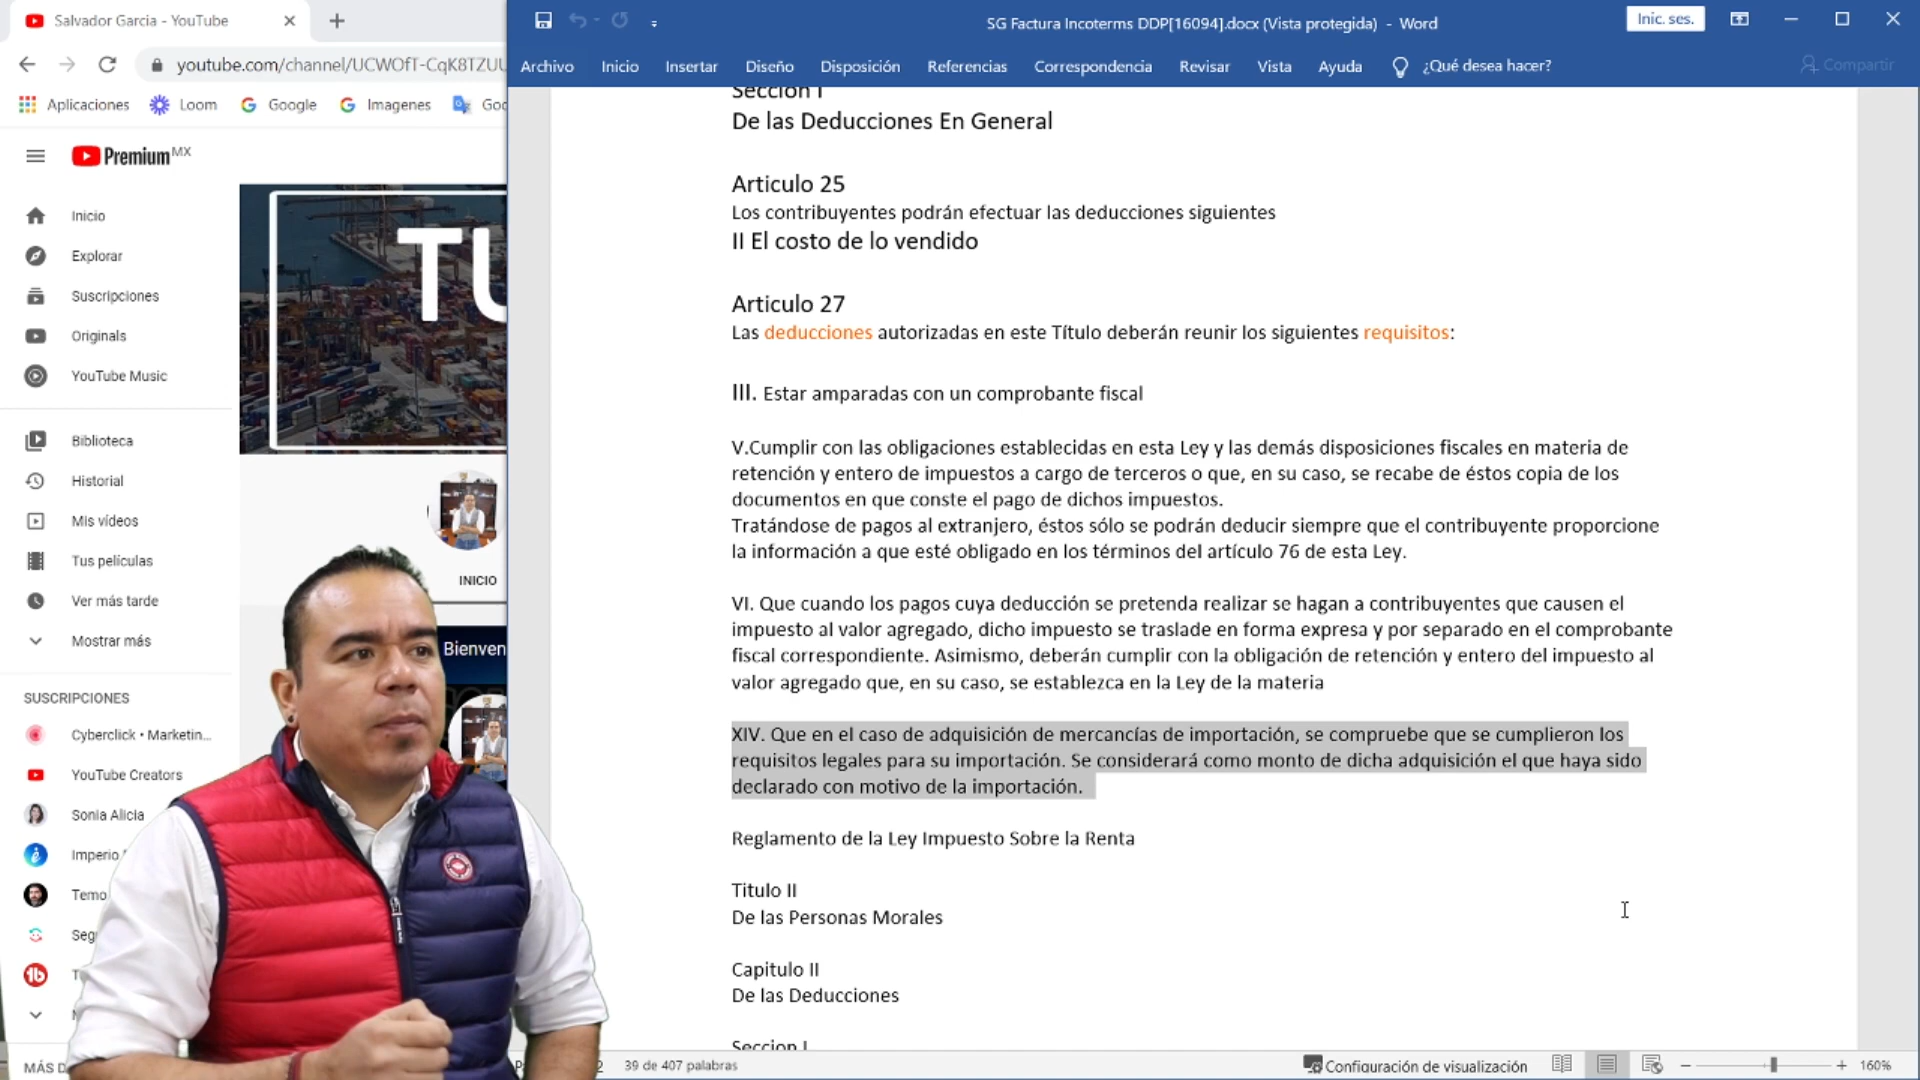 Salvador Garcia - YouTube
youtube.com/channel/UCWOfT-CqK8TZUU
Aplicaciones
Loom
Google
Imagenes
Goo
Premium MX
Inicio
Explorar
Suscripciones
Originals
YouTube Music
Biblioteca
Historial
Mis vídeos
Tus películas
Ver más tarde
Mostrar más
SUSCRIPCIONES
Cyberclick • Marketin...
YouTube Creators
Sonia Alicia
Imperio
Temo
Seg
MÁS D
TU
INICIO
Bienven
SG Factura Incoterms DDP[16094].docx (Vista protegida) - Word
Inic. ses.
Archivo
Inicio
Insertar
Diseño
Disposición
Referencias
Correspondencia
Revisar
Vista
Ayuda
¿Qué desea hacer?
Compartir
Seccion I
De las Deducciones En General
Articulo 25
Los contribuyentes podrán efectuar las deducciones siguientes
II El costo de lo vendido
Articulo 27
Las deducciones autorizadas en este Título deberán reunir los siguientes requisitos:
III. Estar amparadas con un comprobante fiscal
V.Cumplir con las obligaciones establecidas en esta Ley y las demás disposiciones fiscales en materia de
retención y entero de impuestos a cargo de terceros o que, en su caso, se recabe de éstos copia de los
documentos en que conste el pago de dichos impuestos.
Tratándose de pagos al extranjero, éstos sólo se podrán deducir siempre que el contribuyente proporcione
la información a que esté obligado en los términos del artículo 76 de esta Ley.
VI. Que cuando los pagos cuya deducción se pretenda realizar se hagan a contribuyentes que causen el
impuesto al valor agregado, dicho impuesto se traslade en forma expresa y por separado en el comprobante
fiscal correspondiente. Asimismo, deberán cumplir con la obligación de retención y entero del impuesto al
valor agregado que, en su caso, se establezca en la Ley de la materia
XIV. Que en el caso de adquisición de mercancías de importación, se compruebe que se cumplieron los
requisitos legales para su importación. Se considerará como monto de dicha adquisición el que haya sido
declarado con motivo de la importación.
Reglamento de la Ley Impuesto Sobre la Renta
Titulo II
De las Personas Morales
Capitulo II
De las Deducciones
Seccion I
2
39 de 407 palabras
Configuración de visualización
160%